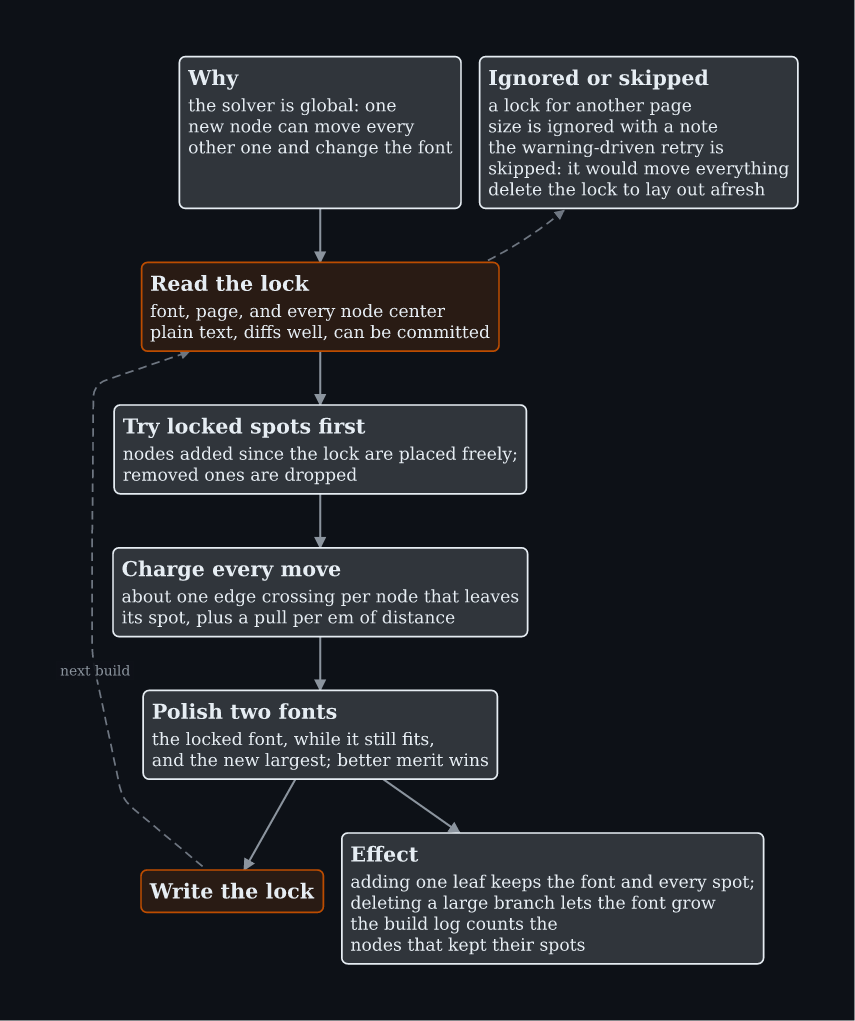 Why
the solver is global: one
new node can move every
other one and change the font
Ignored or skipped
a lock for another page
size is ignored with a note
the warning-driven retry is
skipped: it would move everything
delete the lock to lay out afresh
Read the lock
font, page, and every node center
plain text, diffs well, can be committed
Try locked spots first
nodes added since the lock are placed freely;
removed ones are dropped
Charge every move
about one edge crossing per node that leaves
its spot, plus a pull per em of distance
next build
Polish two fonts
the locked font, while it still fits,
and the new largest; better merit wins
Write the lock
Effect
adding one leaf keeps the font and every spot;
deleting a large branch lets the font grow
the build log counts the
nodes that kept their spots